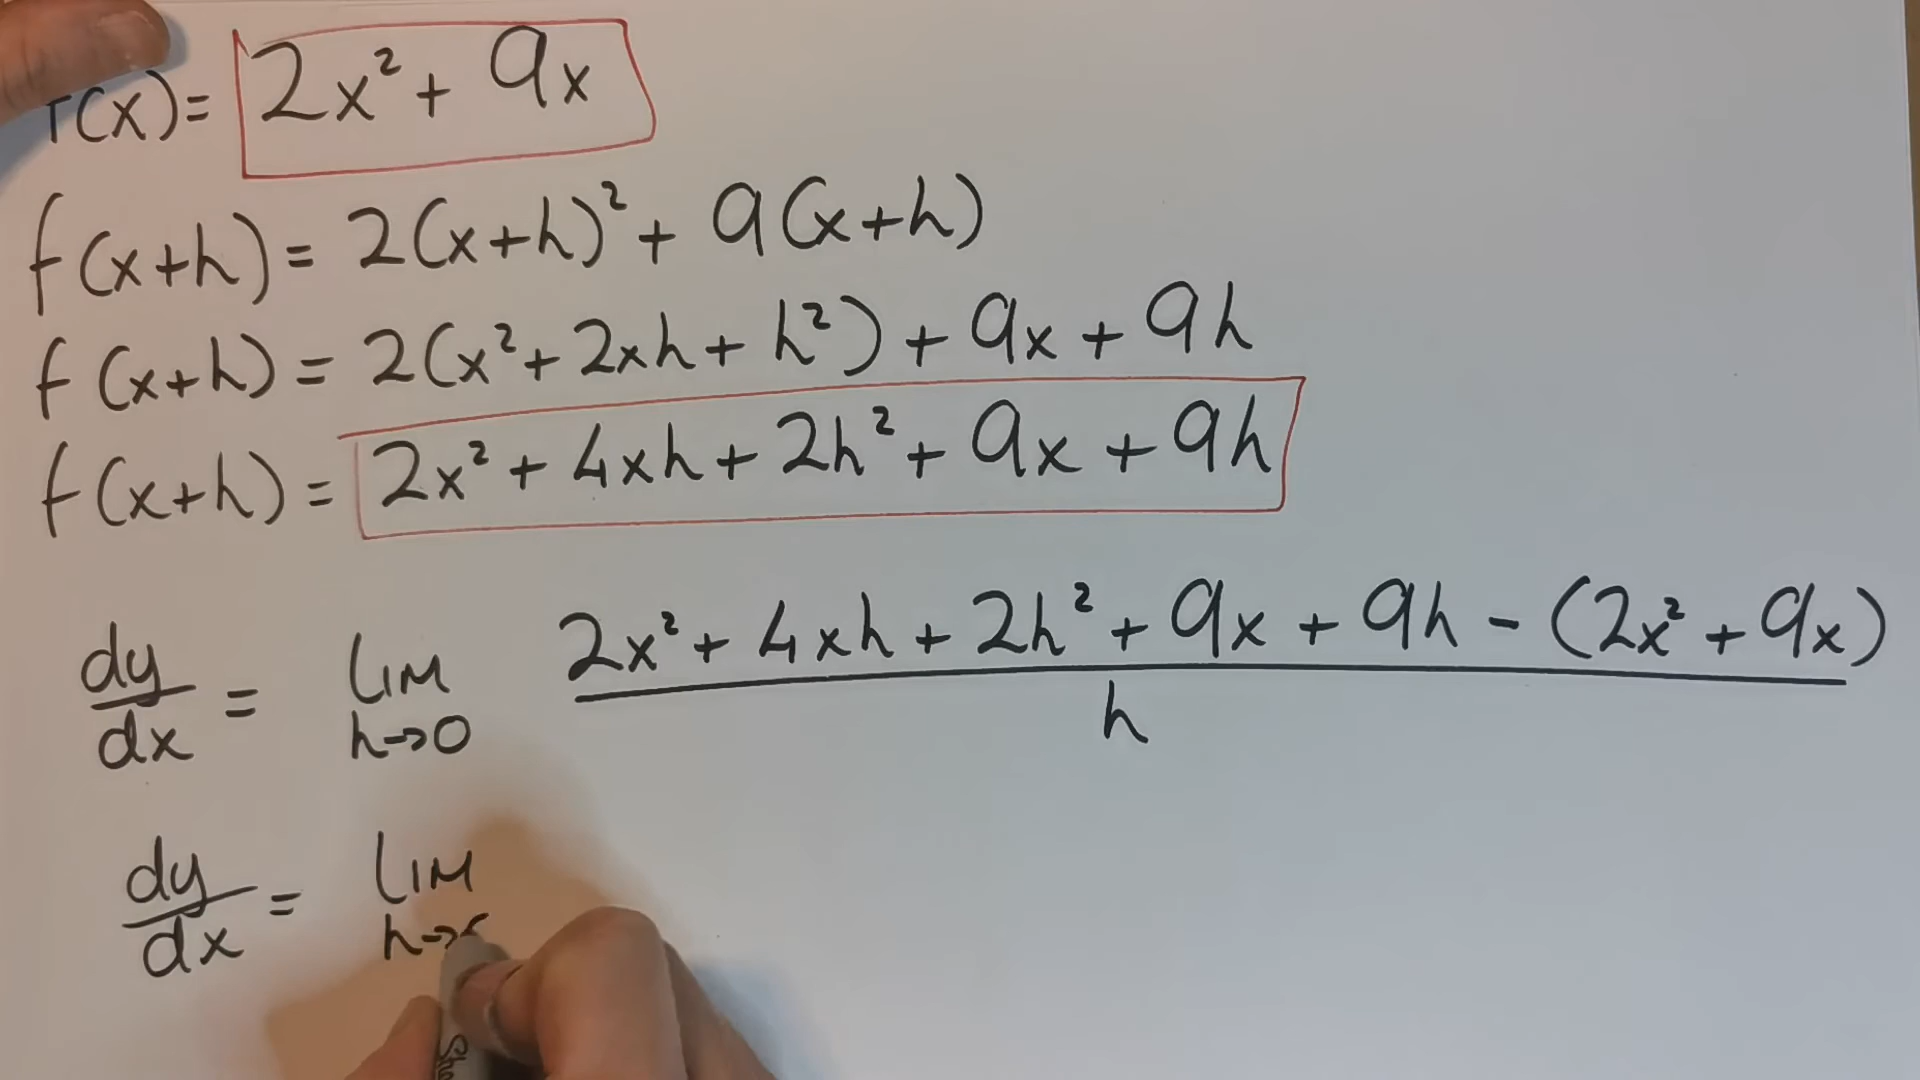 f(x)= 2x² + 9x
f(x+h) = 2(x+h)² + 9(x+h)
f(x+h) = 2(x² + 2xh + h²) + 9x + 9h
f(x+h) = 2x² + 4xh + 2h² + 9x + 9h
dy/dx = LIM h→0 (2x² + 4xh + 2h² + 9x + 9h - (2x² + 9x))/h
dy/dx = LIM h→